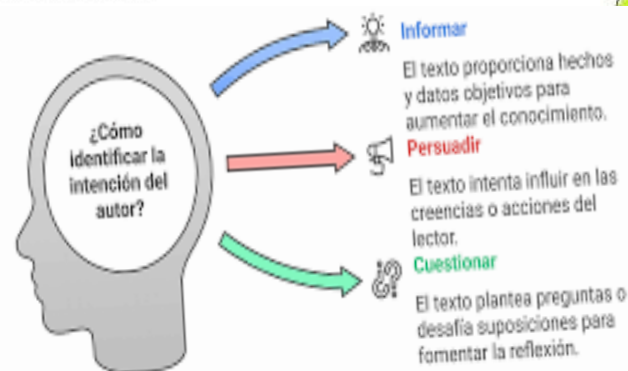 ¿Cómo
identificar la
intención del
autor?
Informar
El texto proporciona hechos
y datos objetivos para
aumentar el conocimiento.
Persuadir
El texto intenta influir en las
creencias o acciones del
lector.
Cuestionar
El texto plantea preguntas o
desafía suposiciones para
fomentar la reflexión.